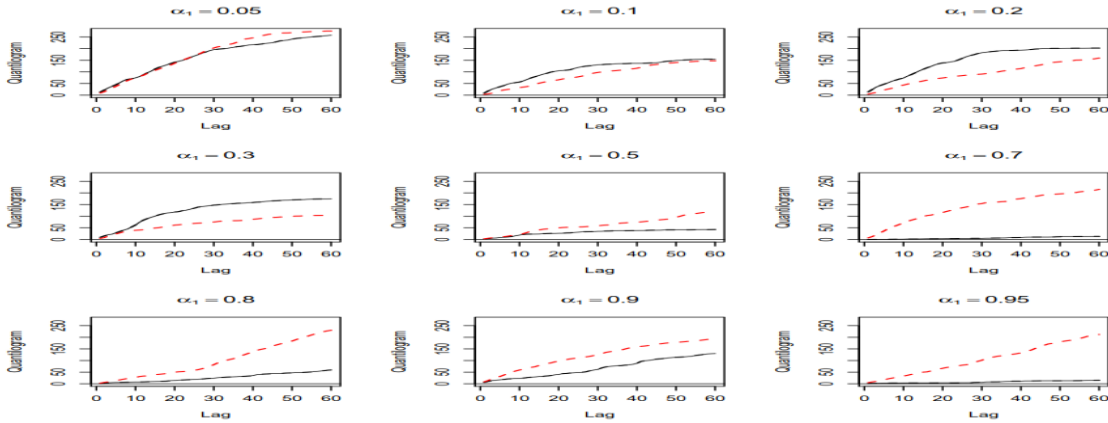 α₁ = 0.05 α₁ = 0.1 α₁ = 0.2
Quantilogram Quantilogram Quantilogram
250 250 250
150 150 150
50 50 50
0 0 0
0 10 20 30 40 50 60 0 10 20 30 40 50 60 0 10 20 30 40 50 60
Lag Lag Lag
α₁ = 0.3 α₁ = 0.5 α₁ = 0.7
Quantilogram Quantilogram Quantilogram
250 250 250
150 150 150
50 50 50
0 0 0
0 10 20 30 40 50 60 0 10 20 30 40 50 60 0 10 20 30 40 50 60
Lag Lag Lag
α₁ = 0.8 α₁ = 0.9 α₁ = 0.95
Quantilogram Quantilogram Quantilogram
250 250 250
150 150 150
50 50 50
0 0 0
0 10 20 30 40 50 60 0 10 20 30 40 50 60 0 10 20 30 40 50 60
Lag Lag Lag